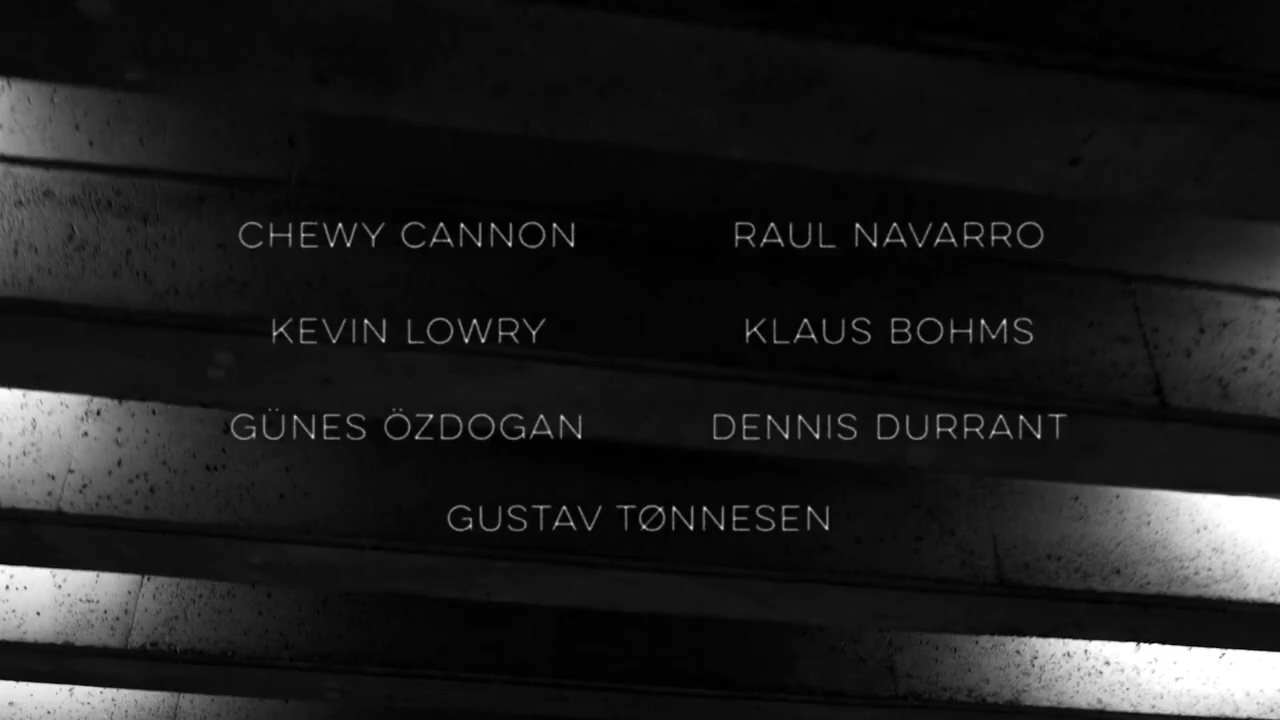 CHEWY CANNON RAUL NAVARRO
KEVIN LOWRY KLAUS BOHMS
GÜNES ÖZDOGAN DENNIS DURRANT
GUSTAV TØNNESEN